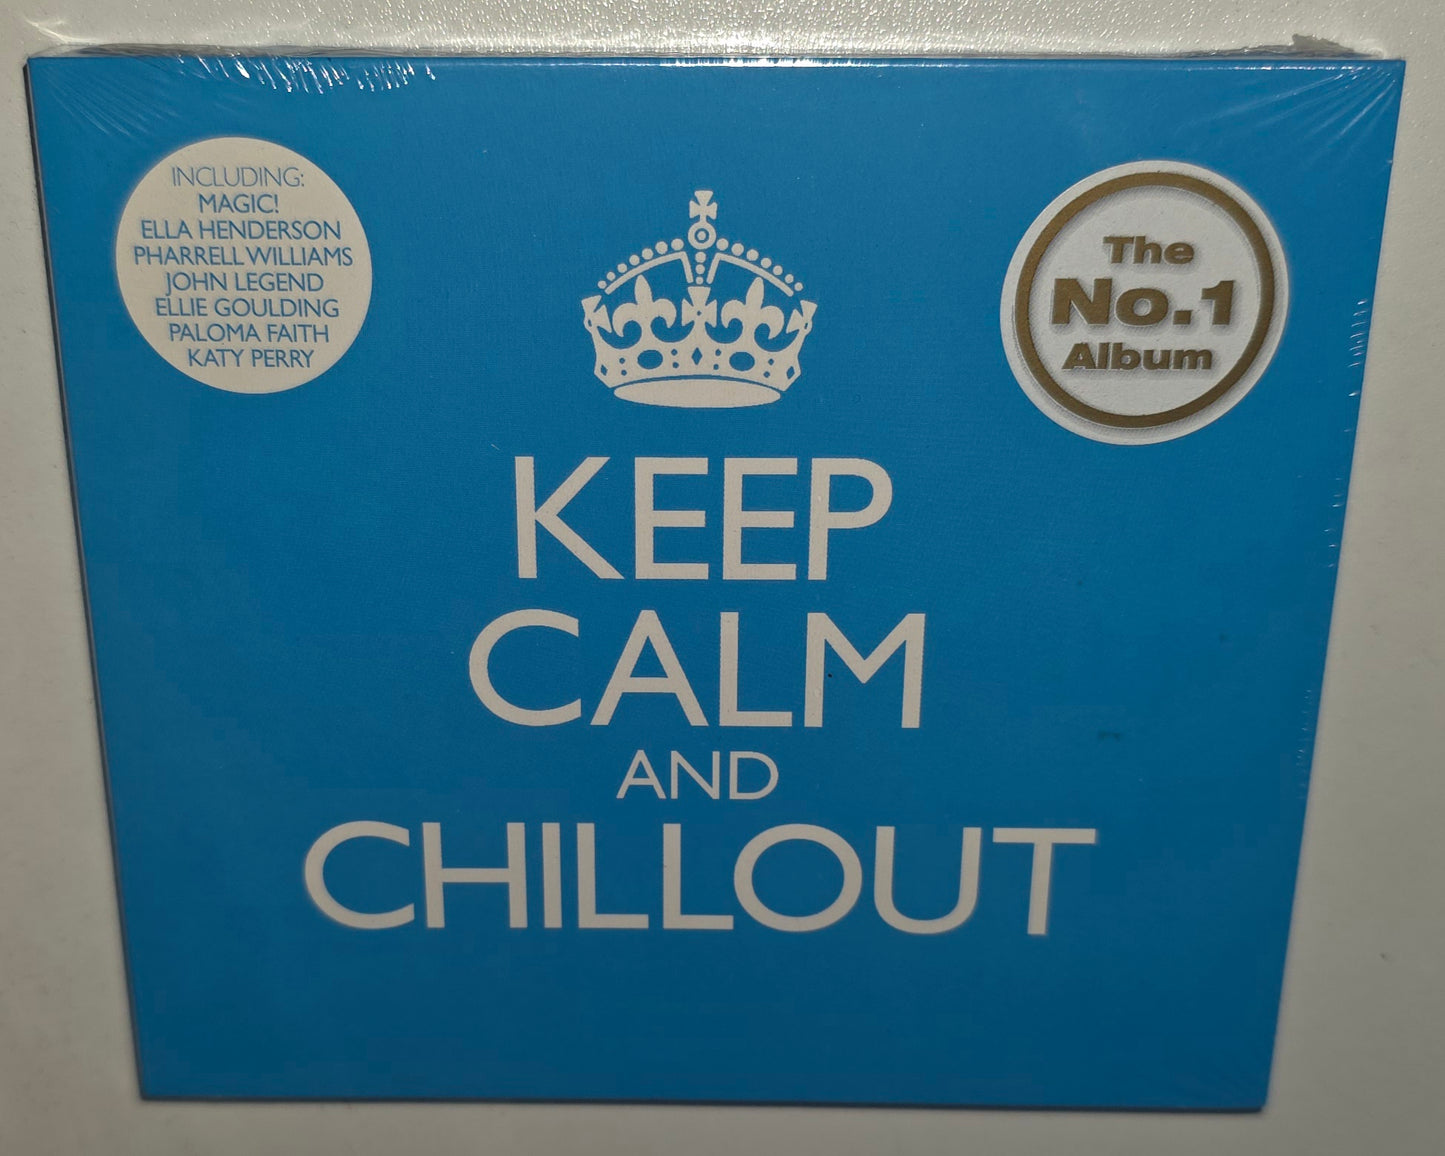 INCLUDING:
MAGIC!
ELLA HENDERSON
PHARRELL WILLIAMS
JOHN LEGEND
ELLIE GOULDING
PALOMA FAITH
KATY PERRY
The
No.1
Album
KEEP
CALM
AND
CHILLOUT